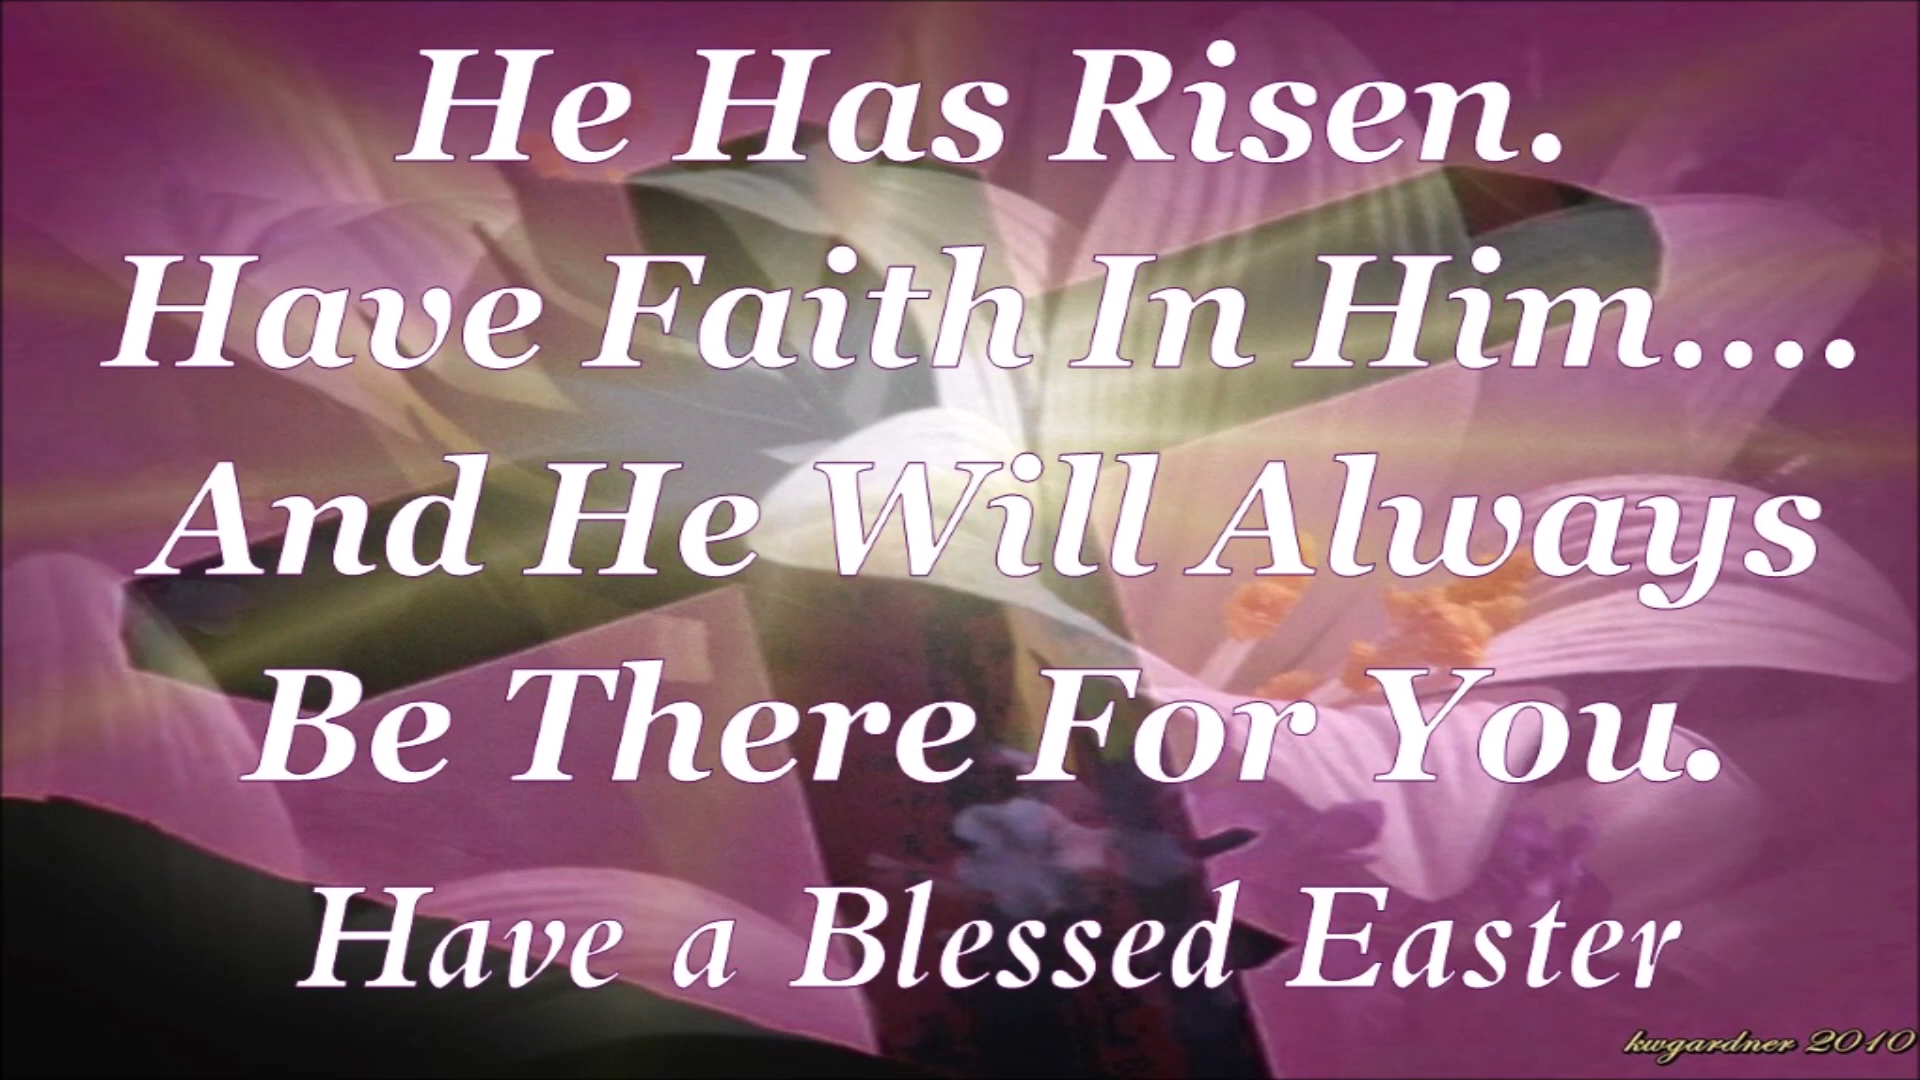 He Has Risen.
Have Faith In Him....
And He Will Always
Be There For You.
Have a Blessed Easter
kwgardner 2010